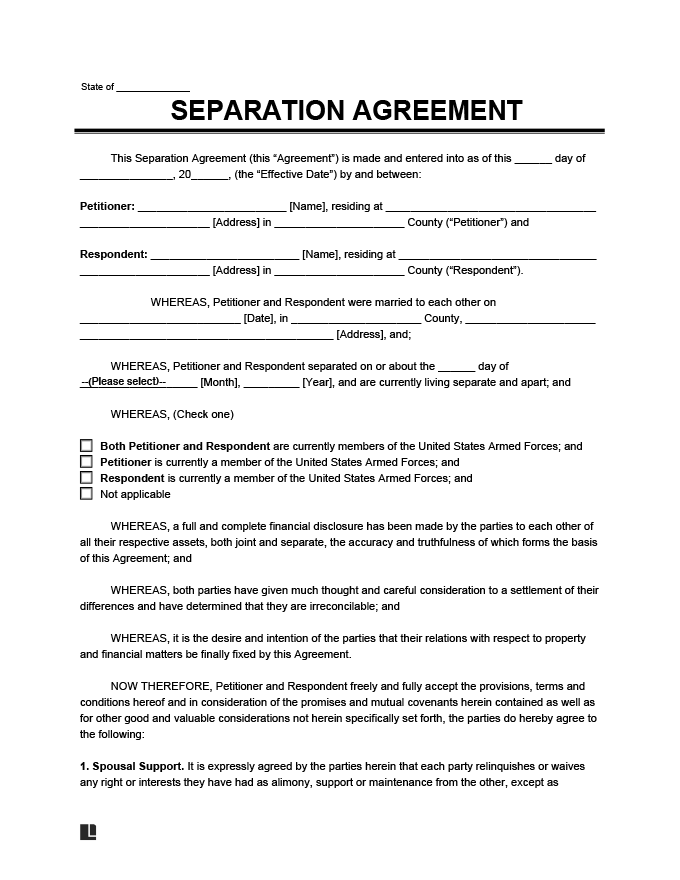 State of ______________
SEPARATION AGREEMENT
This Separation Agreement (this “Agreement”) is made and entered into as of this ______ day of
_______________, 20______, (the “Effective Date”) by and between:
Petitioner: ________________________ [Name], residing at __________________________________
_____________________ [Address] in _____________________ County (“Petitioner”) and
Respondent: ________________________ [Name], residing at ________________________________
_____________________ [Address] in _____________________ County (“Respondent”).
WHEREAS, Petitioner and Respondent were married to each other on
__________________________ [Date], in _____________________ County, _____________________
_________________________________________ [Address], and;
WHEREAS, Petitioner and Respondent separated on or about the ______ day of
--(Please select)--_____ [Month], _________ [Year], and are currently living separate and apart; and
WHEREAS, (Check one)
☐ Both Petitioner and Respondent are currently members of the United States Armed Forces; and
☐ Petitioner is currently a member of the United States Armed Forces; and
☐ Respondent is currently a member of the United States Armed Forces; and
☐ Not applicable
WHEREAS, a full and complete financial disclosure has been made by the parties to each other of
all their respective assets, both joint and separate, the accuracy and truthfulness of which forms the basis
of this Agreement; and
WHEREAS, both parties have given much thought and careful consideration to a settlement of their
differences and have determined that they are irreconcilable; and
WHEREAS, it is the desire and intention of the parties that their relations with respect to property
and financial matters be finally fixed by this Agreement.
NOW THEREFORE, Petitioner and Respondent freely and fully accept the provisions, terms and
conditions hereof and in consideration of the promises and mutual covenants herein contained as well as
for other good and valuable considerations not herein specifically set forth, the parties do hereby agree to
the following:
1. Spousal Support. It is expressly agreed by the parties herein that each party relinquishes or waives
any right or interests they have had as alimony, support or maintenance from the other, except as